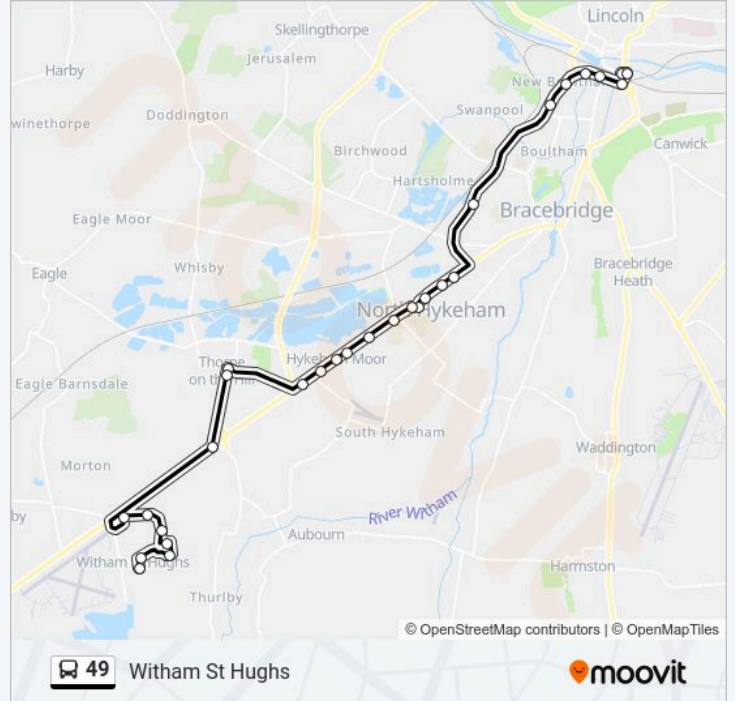 Lincoln
Skellingthorpe
Jerusalem
Harby
New Boultham
Doddington
Swanpool
winethorpe
Canwick
Birchwood
Boultham
Hartsholme
Bracebridge
Eagle Moor
Whisby
Eagle
Bracebridge
Heath
North Hykeham
Thorpe
on the Hill
Hykeham Moor
Eagle Barnsdale
South Hykeham
Waddington
Morton
River Witham
by
Aubourn
Witham St Hughs
Harmston
Thurlby
© OpenStreetMap contributors | © OpenMapTiles
49 Witham St Hughs
moovit